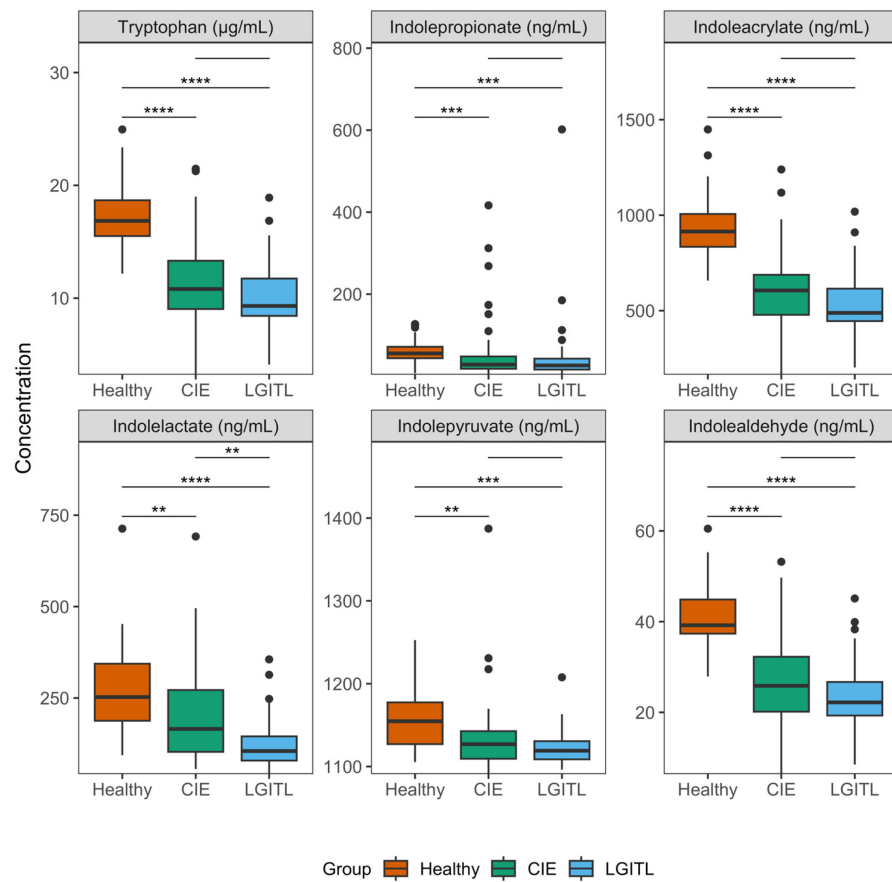 Tryptophan (µg/mL)
Indolepropionate (ng/mL)
Indoleacrylate (ng/mL)
30
20
10
****
****
Healthy CIE LGITL
800
600
400
200
***
***
Healthy CIE LGITL
1500
1000
500
****
****
Healthy CIE LGITL
Concentration
Indolelactate (ng/mL)
Indolepyruvate (ng/mL)
Indolealdehyde (ng/mL)
750
500
250
**
****
**
Healthy CIE LGITL
1400
1300
1200
1100
***
**
Healthy CIE LGITL
60
40
20
****
****
Healthy CIE LGITL
Group Healthy CIE LGITL